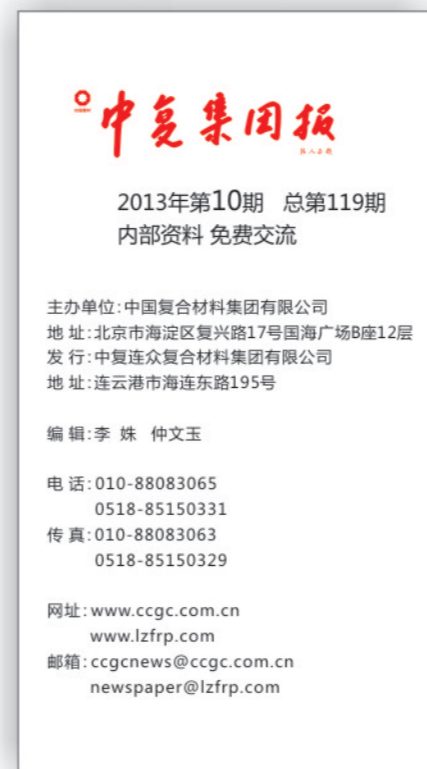 中复集团报
2013年第10期 总第119期
内部资料 免费交流
主办单位:中国复合材料集团有限公司
地 址:北京市海淀区复兴路17号国海广场B座12层
发 行:中复连众复合材料集团有限公司
地 址:连云港市海连东路195号
编 辑:李 姝 仲文玉
电 话:010-88083065
0518-85150331
传 真:010-88083063
0518-85150329
网址:www.ccgc.com.cn
www.lzfrp.com
邮箱:ccgcnews@ccgc.com.cn
newspaper@lzfrp.com